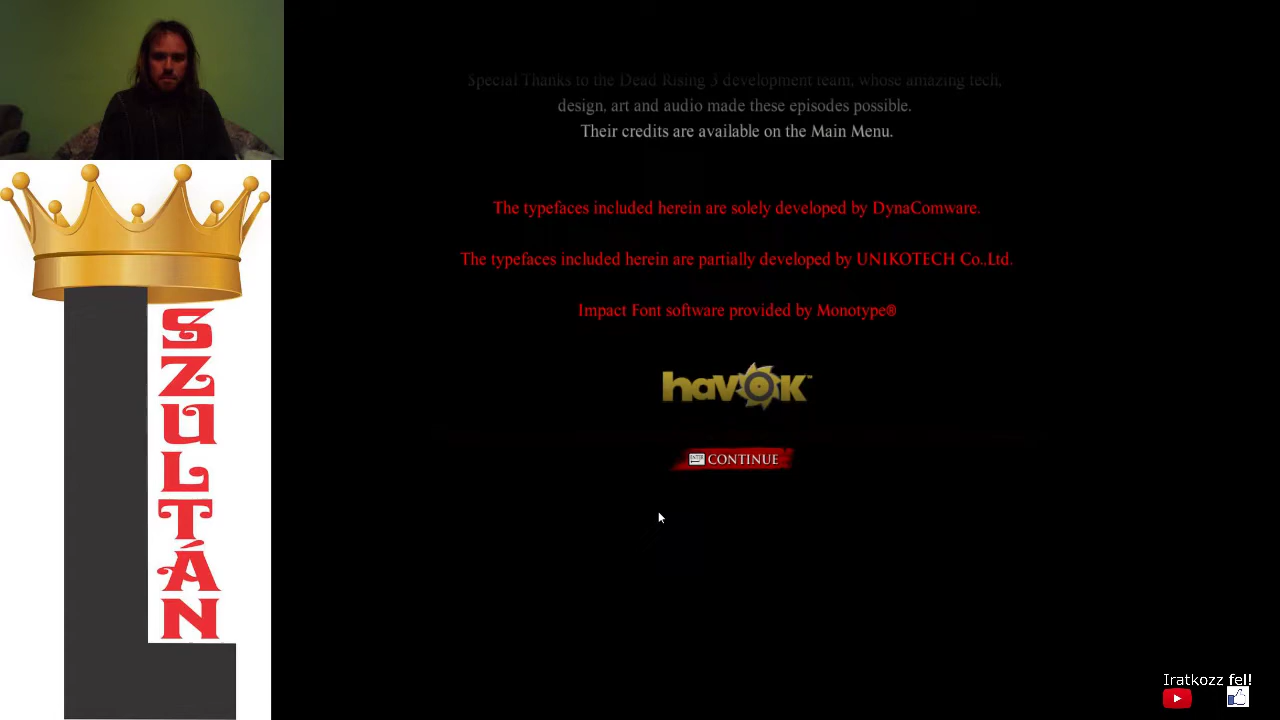 Special Thanks to the Dead Rising 3 development team, whose amazing tech,
design, art and audio made these episodes possible.
Their credits are available on the Main Menu.
The typefaces included herein are solely developed by DynaComware.
The typefaces included herein are partially developed by UNIKOTECH Co.,Ltd.
Impact Font software provided by Monotype®
havok™
ENTER CONTINUE
L
SZULTÁN
Iratkozz fel!